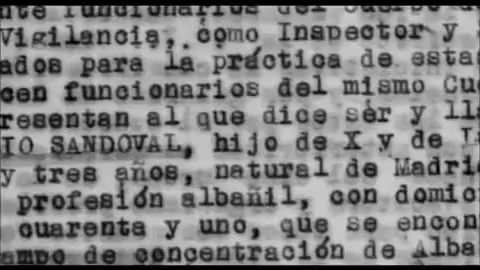 nte funcionarios del Cuerpo d
Vigilancia, como Inspector y
ados para la práctica de esta
cen funcionarios del mismo Cue
resentan al que dice ser y ll
IO SANDOVAL, hijo de X y de L
y tres años, natural de Madri
profesión albañil, con domic
cuarenta y uno, que se encon
ampo de concentración de Alba